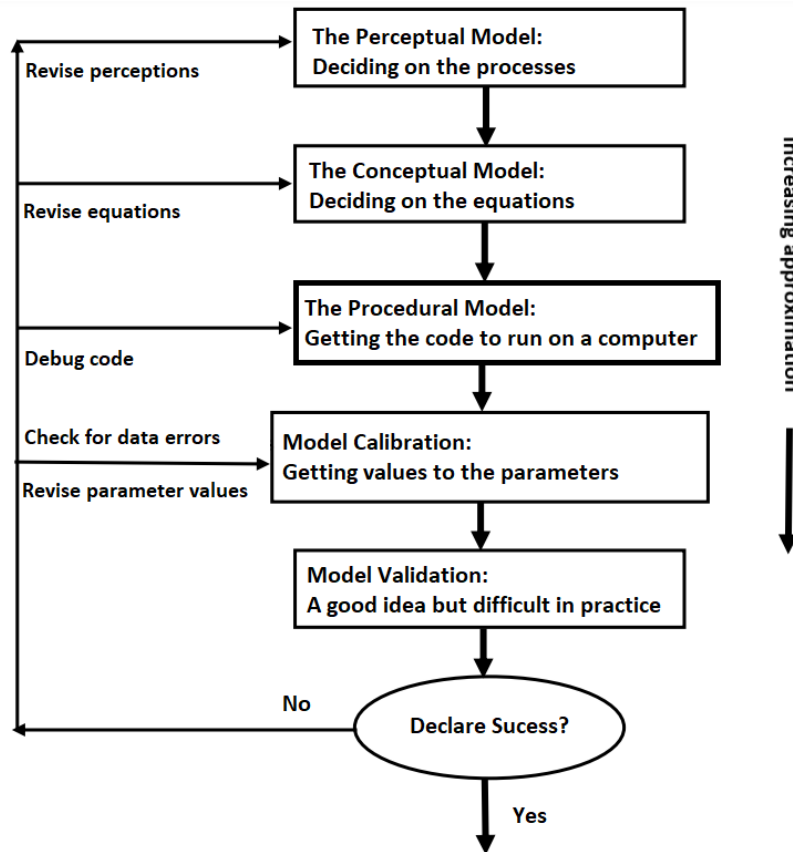 The Perceptual Model:
Deciding on the processes
Revise perceptions
The Conceptual Model:
Deciding on the equations
Revise equations
The Procedural Model:
Getting the code to run on a computer
Debug code
Check for data errors
Model Calibration:
Getting values to the parameters
Revise parameter values
Model Validation:
A good idea but difficult in practice
No
Declare Sucess?
Yes
Increasing approximation